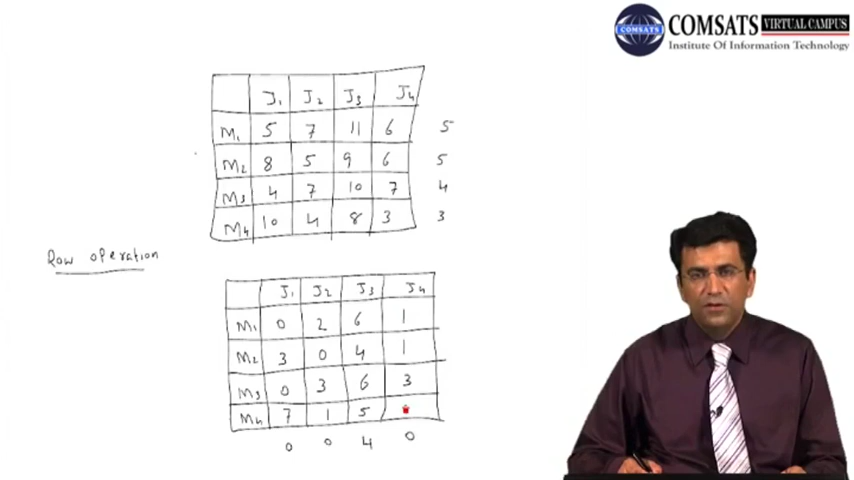 COMSATS VIRTUAL CAMPUS
COMSATS
Institute Of Information Technology
J1 J2 J3 J4
M1 5 7 11 6 5
M2 8 5 9 6 5
M3 4 7 10 7 4
M4 10 4 8 3 3
Row operation
J1 J2 J3 J4
M1 0 2 6 1
M2 3 0 4 1
M3 0 3 6 3
M4 7 1 5
0 0 4 0